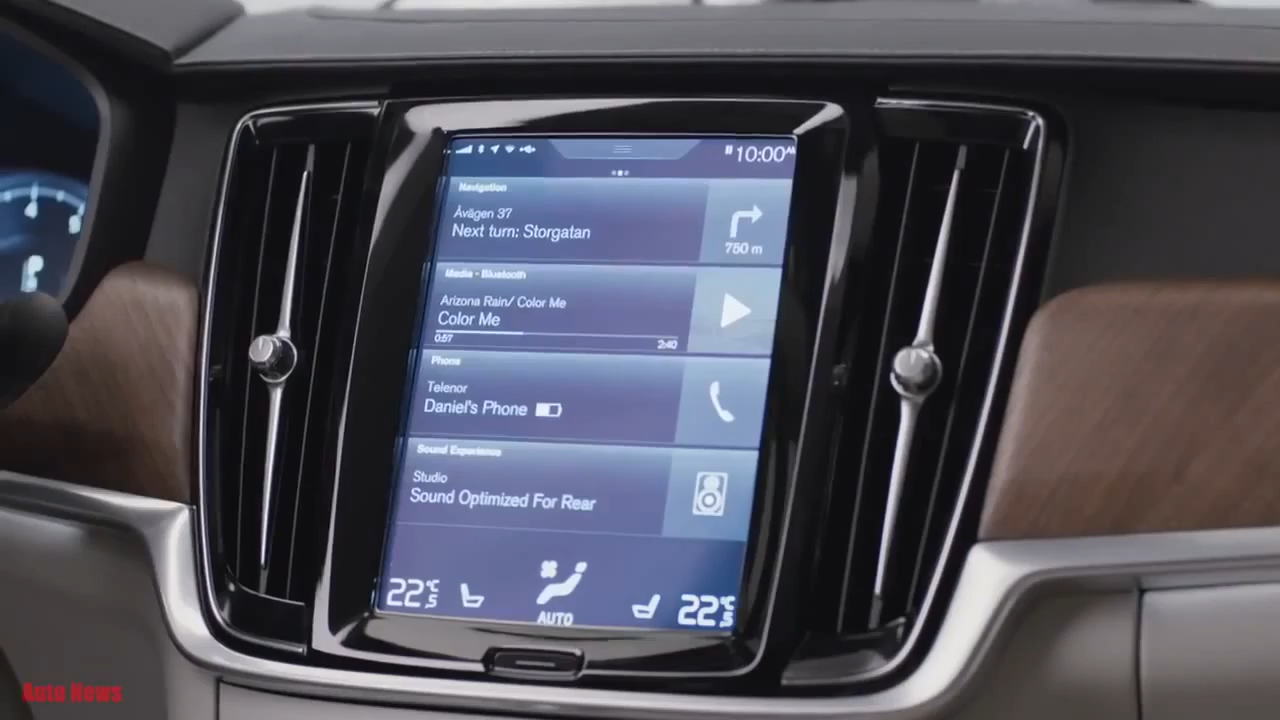 10:00AM
Navigation
Åvägen 37
Next turn: Storgatan
750 m
Media - Bluetooth
Arizona Rain/ Color Me
Color Me
0:57 2:40
Phone
Telenor
Daniel's Phone
Sound Experience
Studio
Sound Optimized For Rear
22°C 5 AUTO 22°C 5
4
Auto News